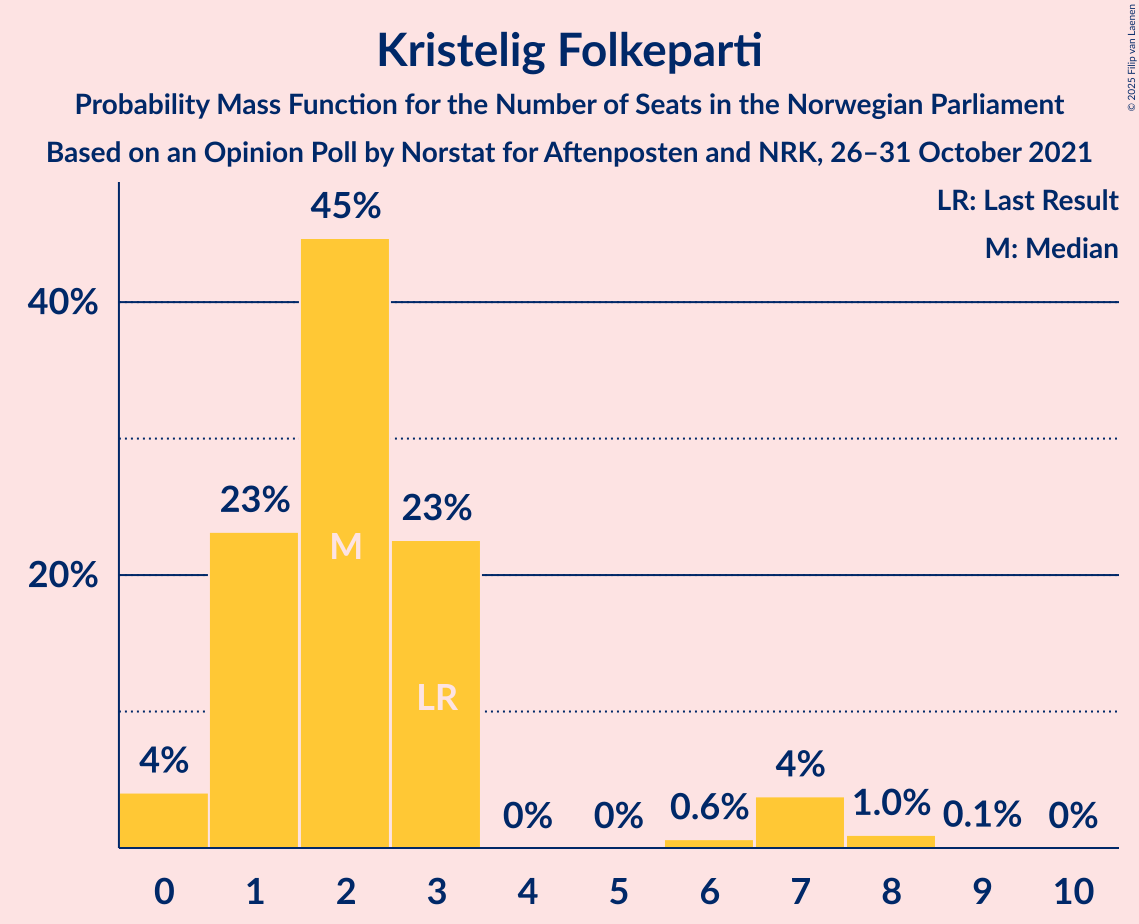 Kristelig Folkeparti
Probability Mass Function for the Number of Seats in the Norwegian Parliament
Based on an Opinion Poll by Norstat for Aftenposten and NRK, 26–31 October 2021
© 2025 Filip van Laenen
LR: Last Result
M: Median
40%
20%
4%
23%
45%
23%
0%
0%
0.6%
4%
1.0%
0.1%
0%
M
LR
0 1 2 3 4 5 6 7 8 9 10